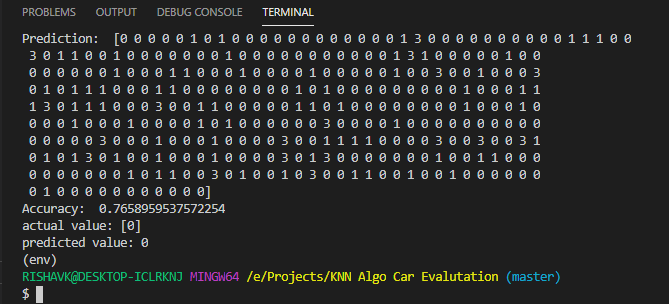 PROBLEMS OUTPUT DEBUG CONSOLE TERMINAL
Prediction: [0 0 0 0 0 1 0 1 0 0 0 0 0 0 0 0 0 0 0 0 1 3 0 0 0 0 0 0 0 0 0 0 1 1 1 0 0
3 0 1 1 0 0 1 0 0 0 0 0 0 1 0 0 0 0 0 0 0 0 0 0 0 1 3 1 0 0 0 0 0 1 0 0
0 0 0 0 0 0 1 0 0 0 1 1 0 0 0 1 0 0 0 0 1 0 0 0 0 1 0 0 3 0 0 1 0 0 0 3
0 1 0 1 1 1 0 0 1 0 0 0 0 0 1 0 1 1 0 0 0 0 0 0 0 0 0 0 1 0 0 0 0 0 1 1
1 3 0 1 1 1 0 0 0 3 0 0 1 1 0 0 0 0 0 1 0 0 0 0 0 0 0 0 1 1 0 0 0 1 0
0 0 0 0 1 0 0 0 1 0 1 0 0 0 0 0 0 0 0 3 0 0 0 0 1 0 0 0 0 0 0 0 0 0 0
0 0 0 0 0 3 0 0 0 1 0 0 0 1 0 0 0 0 3 0 0 1 1 1 1 0 0 0 0 3 0 0 3 0 0 3 1
0 1 0 1 0 3 0 1 0 0 1 0 1 0 0 0 0 3 0 1 3 0 0 0 0 0 0 0 1 0 0 1 1 0 0 0
0 0 0 0 0 0 0 1 0 1 1 0 0 3 0 1 0 0 1 0 3 0 0 1 1 0 0 1 0 0 1 0 0 0 0 0 0
0 1 0 0 0 0 0 0 0 0 0 0 0]
Accuracy: 0.7658959537572254
actual value: [0]
predicted value: 0
(env)
RISHAVK@DESKTOP-ICLRKNJ MINGW64 /e/Projects/KNN Algo Car Evalutation (master)
$